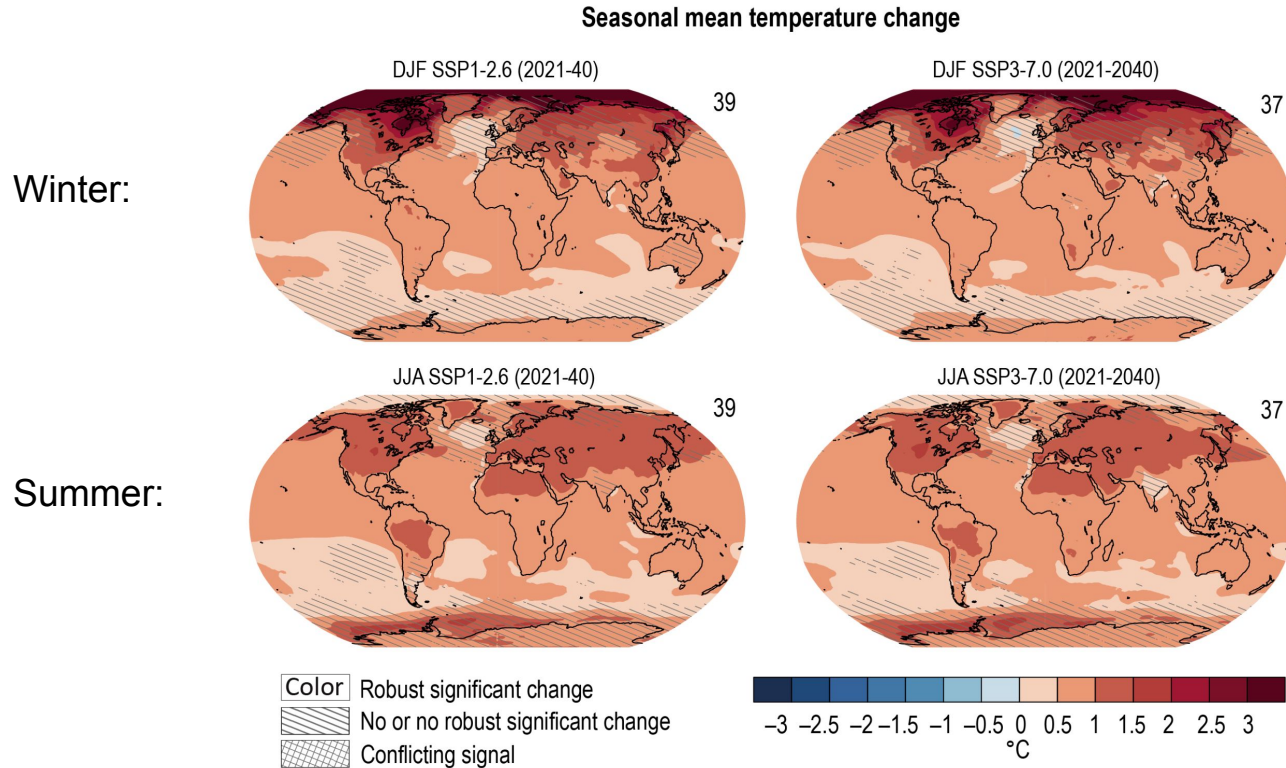 Seasonal mean temperature change
DJF SSP1-2.6 (2021-40)
39
DJF SSP3-7.0 (2021-2040)
37
Winter:
JJA SSP1-2.6 (2021-40)
39
JJA SSP3-7.0 (2021-2040)
37
Summer:
Color Robust significant change
No or no robust significant change
Conflicting signal
–3 –2.5 –2 –1.5 –1 –0.5 0 0.5 1 1.5 2 2.5 3
°C